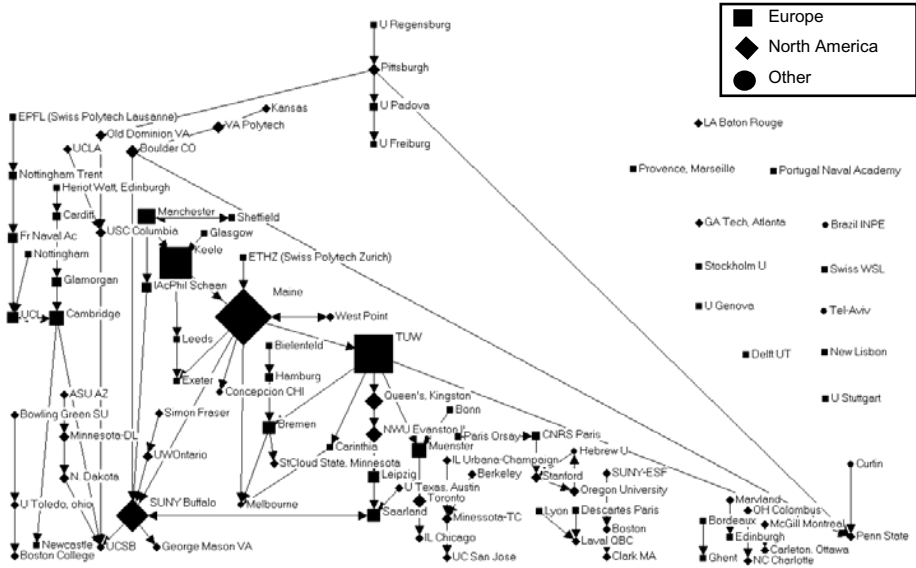 Europe
North America
Other
U Regensburg
Pittsburgh
U Padova
U Freiburg
Kansas
VA Polytech
EPFL (Swiss Polytech Lausanne)
Old Dominion VA
UCLA
Boulder CO
LA Baton Rouge
Provence, Marseille
Portugal Naval Academy
Nottingham Trent
Heriot Watt, Edinburgh
Cardiff
Manchester
Sheffield
USC Columbia
Glasgow
Fr Naval Ac
Keele
GA Tech, Atlanta
Brazil INPE
Nottingham
ETHZ (Swiss Polytech Zurich)
Stockholm U
Swiss WSL
Glamorgan
IAcPhil Schaan
Maine
U Genova
Tel-Aviv
UCL
Cambridge
West Point
TUW
Leeds
Bielenfeld
Delft UT
New Lisbon
Exeter
Hamburg
Concepcion CHI
ASU AZ
Queen's, Kingston
U Stuttgart
Bowling Green SU
Simon Fraser
Bremen
Bonn
Minnesota-DL
NWU Evanston IL
Paris Orsay
CNRS Paris
UWOntario
Carinthia
Muenster
Hebrew U
StCloud State, Minnesota
IL Urbana-Champaign
Curtin
N. Dakota
Leipzig
Berkeley
Stanford
SUNY-ESF
U Texas, Austin
Oregon University
U Toledo, ohio
SUNY Buffalo
Melbourne
Toronto
Maryland
Saarland
Minessota-TC
Lyon
Descartes Paris
OH Colombus
Bordeaux
McGill Montreal
Boston
Newcastle
UCSB
George Mason VA
IL Chicago
Laval QBC
Edinburgh
Penn State
Boston College
UC San Jose
Clark MA
Ghent
Carleton, Ottawa
NC Charlotte